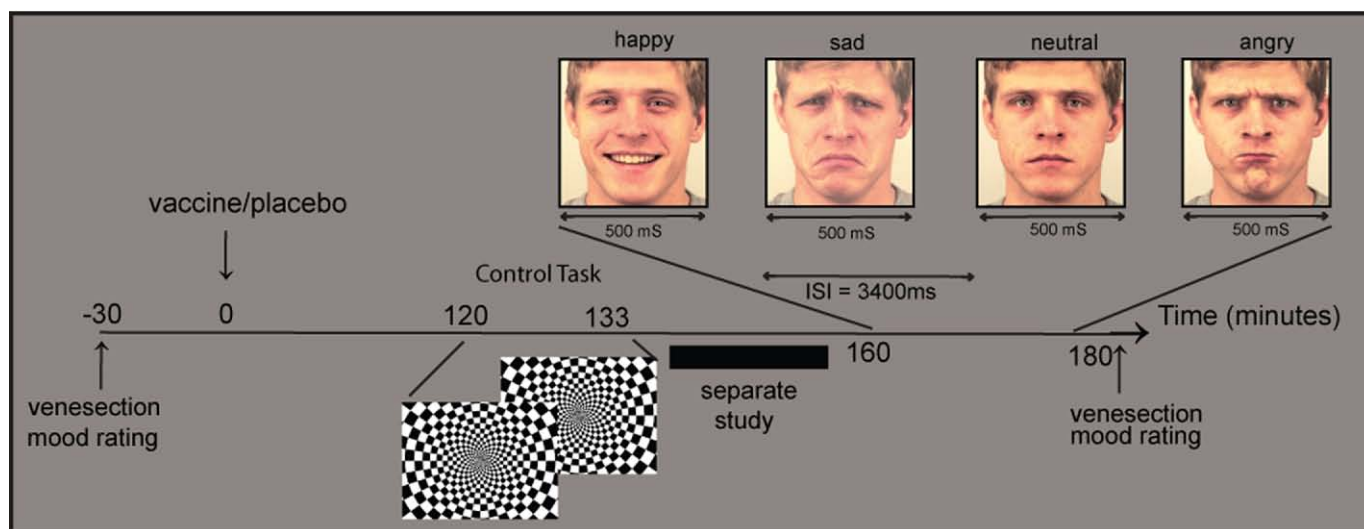 happy
sad
neutral
angry
500 mS
500 mS
500 mS
500 mS
vaccine/placebo
Control Task
ISI = 3400ms
-30
0
120
133
Time (minutes)
160
180
separate
study
venesection
mood rating
venesection
mood rating